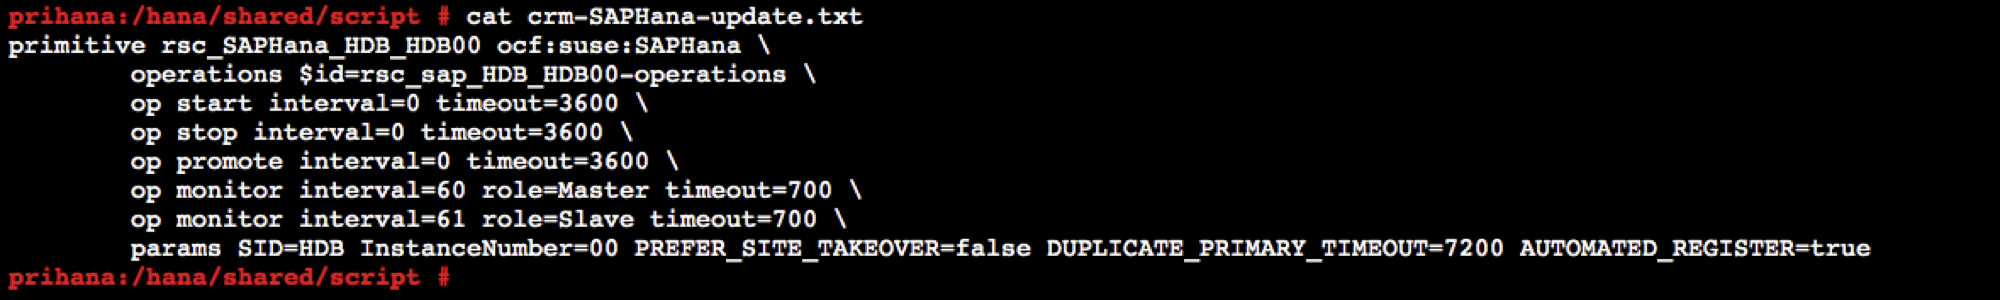 prihana:/hana/shared/script # cat crm-SAPHana-update.txt
primitive rsc_SAPHana_HDB_HDB00 ocf:suse:SAPHana \
        operations $id=rsc_sap_HDB_HDB00-operations \
        op start interval=0 timeout=3600 \
        op stop interval=0 timeout=3600 \
        op promote interval=0 timeout=3600 \
        op monitor interval=60 role=Master timeout=700 \
        op monitor interval=61 role=Slave timeout=700 \
        params SID=HDB InstanceNumber=00 PREFER_SITE_TAKEOVER=false DUPLICATE_PRIMARY_TIMEOUT=7200 AUTOMATED_REGISTER=true
prihana:/hana/shared/script #